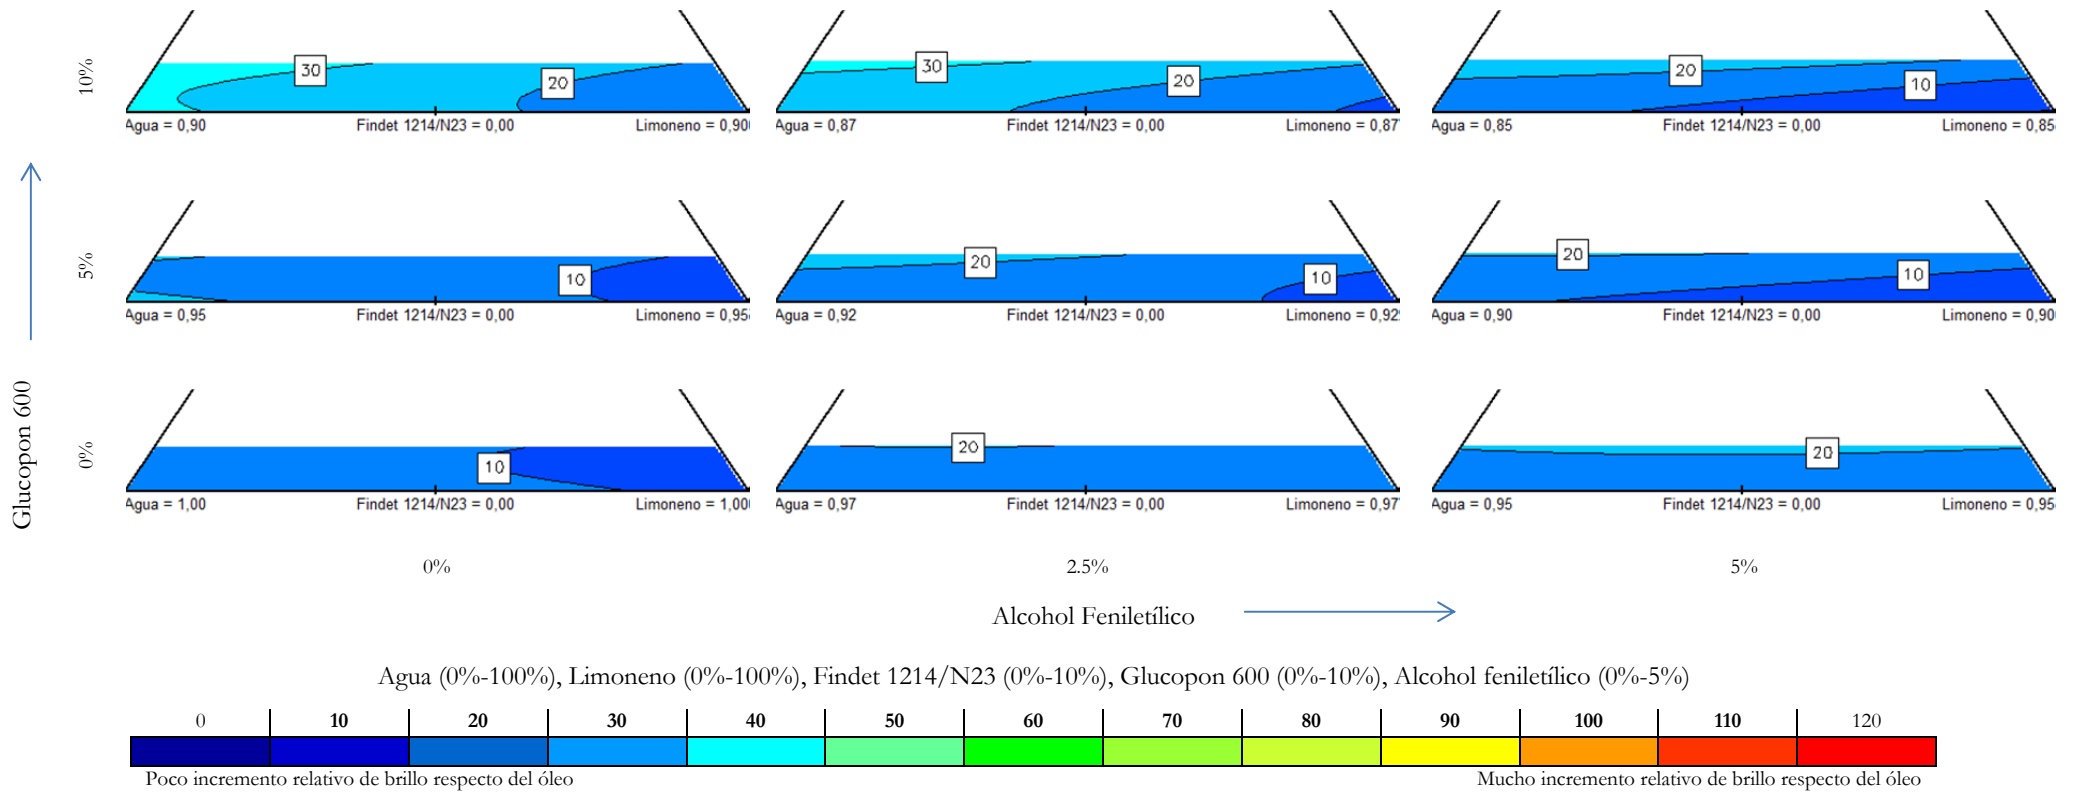 10%
30
20
Agua = 0,90
Findet 1214/N23 = 0,00
Limoneno = 0,90
30
20
Agua = 0,87
Findet 1214/N23 = 0,00
Limoneno = 0,87
20
10
Agua = 0,85
Findet 1214/N23 = 0,00
Limoneno = 0,85
5%
10
Agua = 0,95
Findet 1214/N23 = 0,00
Limoneno = 0,95
20
10
Agua = 0,92
Findet 1214/N23 = 0,00
Limoneno = 0,92
20
10
Agua = 0,90
Findet 1214/N23 = 0,00
Limoneno = 0,90
Glucopon 600
0%
10
Agua = 1,00
Findet 1214/N23 = 0,00
Limoneno = 1,00
20
Agua = 0,97
Findet 1214/N23 = 0,00
Limoneno = 0,97
20
Agua = 0,95
Findet 1214/N23 = 0,00
Limoneno = 0,95
0%
2.5%
5%
Alcohol Feniletílico
Agua (0%-100%), Limoneno (0%-100%), Findet 1214/N23 (0%-10%), Glucopon 600 (0%-10%), Alcohol feniletílico (0%-5%)
0 10 20 30 40 50 60 70 80 90 100 110 120
Poco incremento relativo de brillo respecto del óleo
Mucho incremento relativo de brillo respecto del óleo